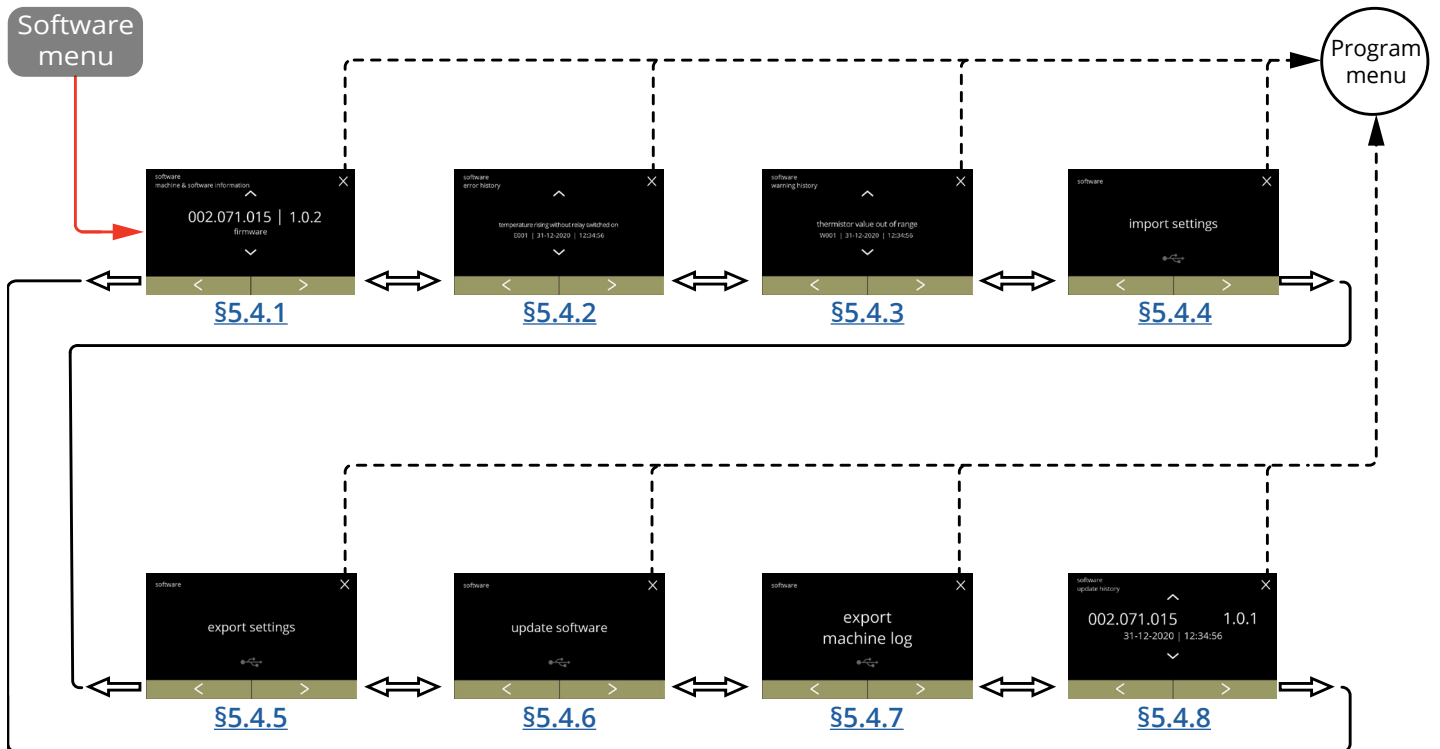 Software
menu
Program
menu
software
machine & software information
X
002.071.015 | 1.0.2
firmware
< >
§5.4.1
software
error history
X
temperature rising without relay switched on
E001 | 31-12-2020 | 12:34:56
< >
§5.4.2
software
warning history
X
thermistor value out of range
W001 | 31-12-2020 | 12:34:56
< >
§5.4.3
software
X
import settings
< >
§5.4.4
software
X
export settings
< >
§5.4.5
software
X
update software
< >
§5.4.6
software
X
export
machine log
< >
§5.4.7
software
update history
X
002.071.015 1.0.1
31-12-2020 | 12:34:56
< >
§5.4.8